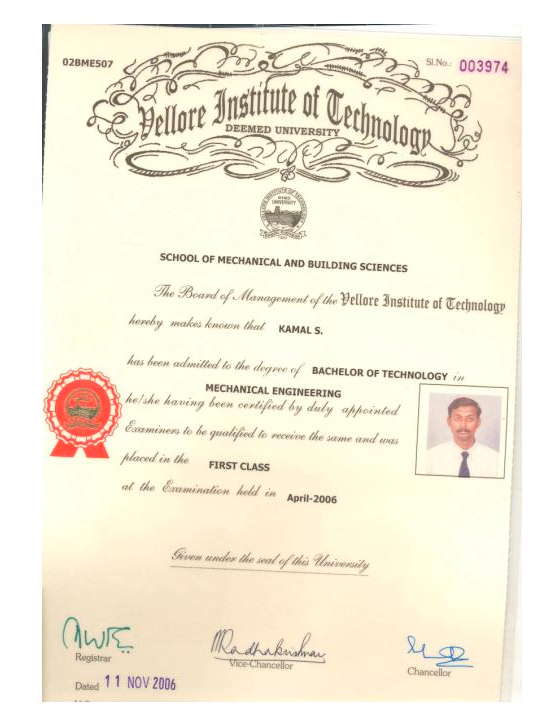 02BMES07
Sl.No.: 003974
Vellore Institute of Technology
DEEMED UNIVERSITY
SCHOOL OF MECHANICAL AND BUILDING SCIENCES
The Board of Management of the Vellore Institute of Technology
hereby makes known that KAMAL S.
has been admitted to the degree of BACHELOR OF TECHNOLOGY in
MECHANICAL ENGINEERING
he/she having been certified by duly appointed
Examiners to be qualified to receive the same and was
placed in the FIRST CLASS
at the Examination held in April-2006
Given under the seal of this University
Registrar
Vice-Chancellor
Chancellor
Dated 11 NOV 2006